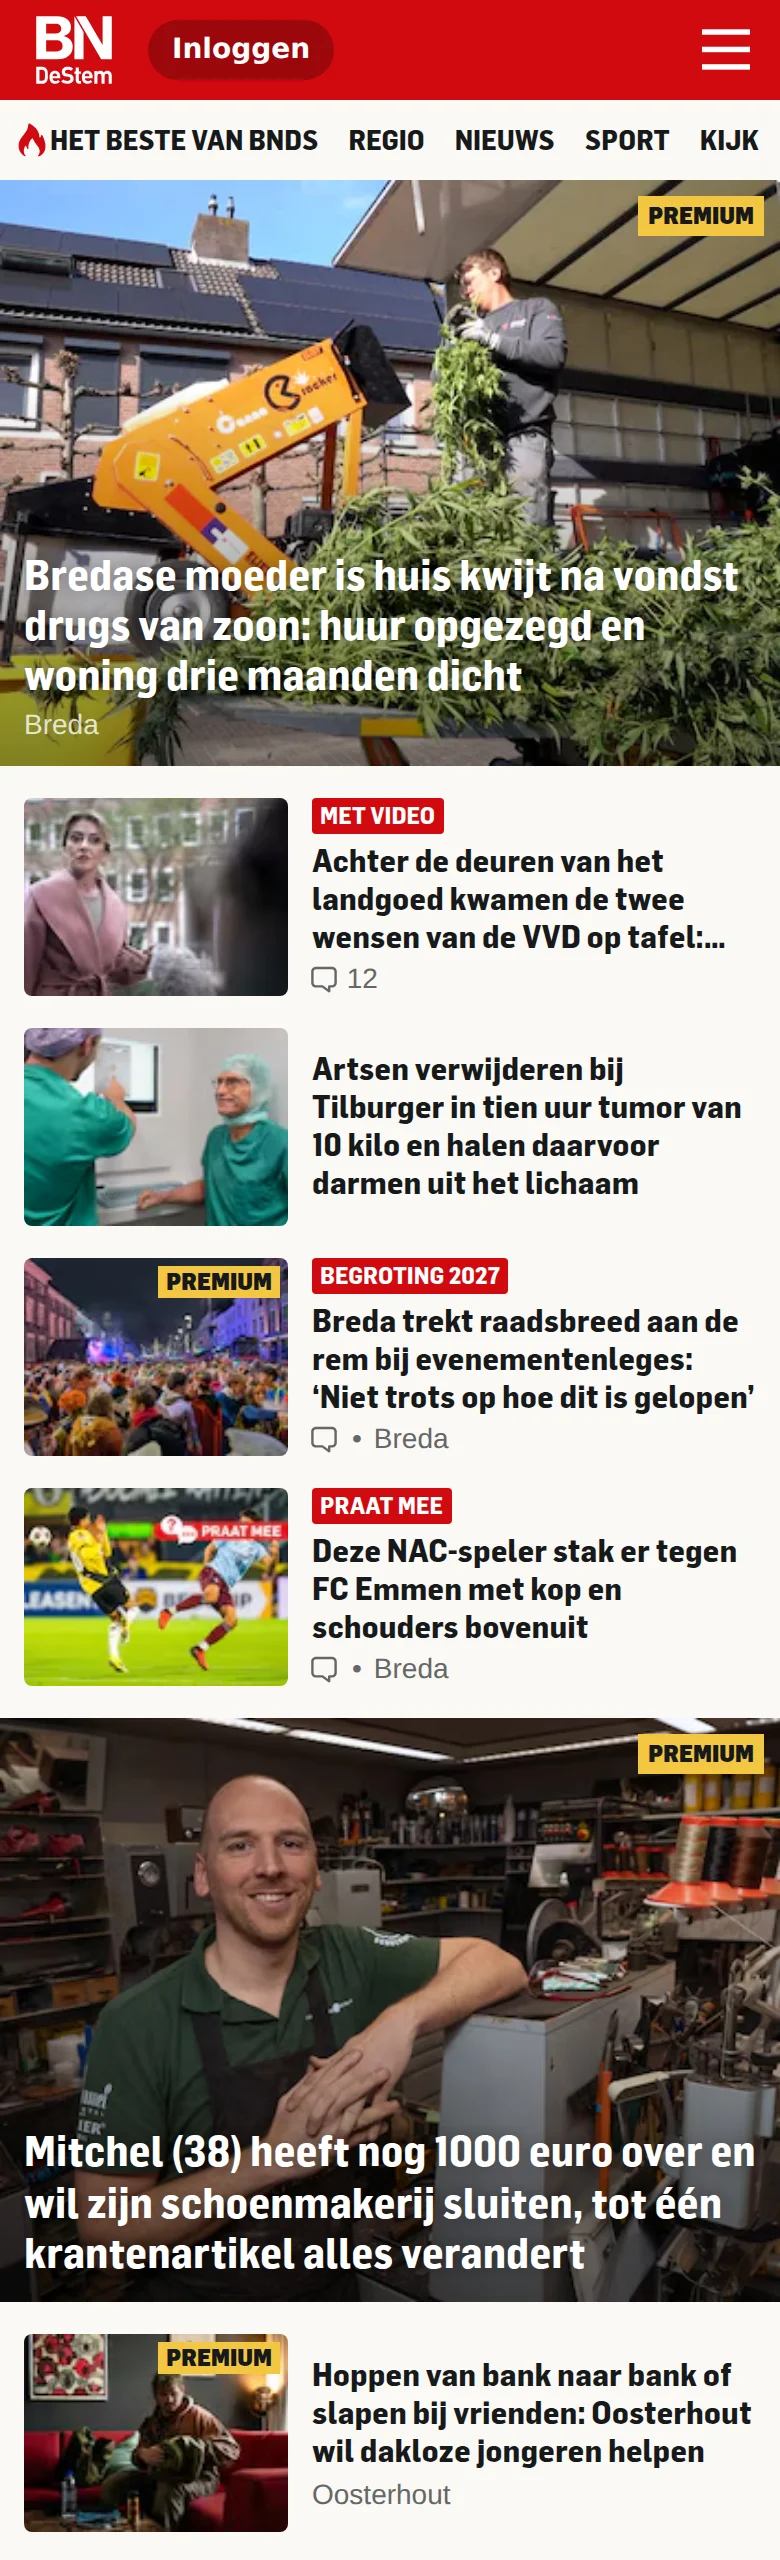 BN
DeStem
Inloggen
HET BESTE VAN BNDS
REGIO
NIEUWS
SPORT
KIJK
PREMIUM
Bredase moeder is huis kwijt na vondst
drugs van zoon: huur opgezegd en
woning drie maanden dicht
Breda
MET VIDEO
Achter de deuren van het
landgoed kwamen de twee
wensen van de VVD op tafel:...
12
Artsen verwijderen bij
Tilburger in tien uur tumor van
10 kilo en halen daarvoor
darmen uit het lichaam
PREMIUM
BEGROTING 2027
Breda trekt raadsbreed aan de
rem bij evenementenleges:
‘Niet trots op hoe dit is gelopen’
• Breda
PRAAT MEE
PRAAT MEE
Deze NAC-speler stak er tegen
FC Emmen met kop en
schouders bovenuit
• Breda
PREMIUM
Mitchel (38) heeft nog 1000 euro over en
wil zijn schoenmakerij sluiten, tot één
krantenartikel alles verandert
PREMIUM
Hoppen van bank naar bank of
slapen bij vrienden: Oosterhout
wil dakloze jongeren helpen
Oosterhout